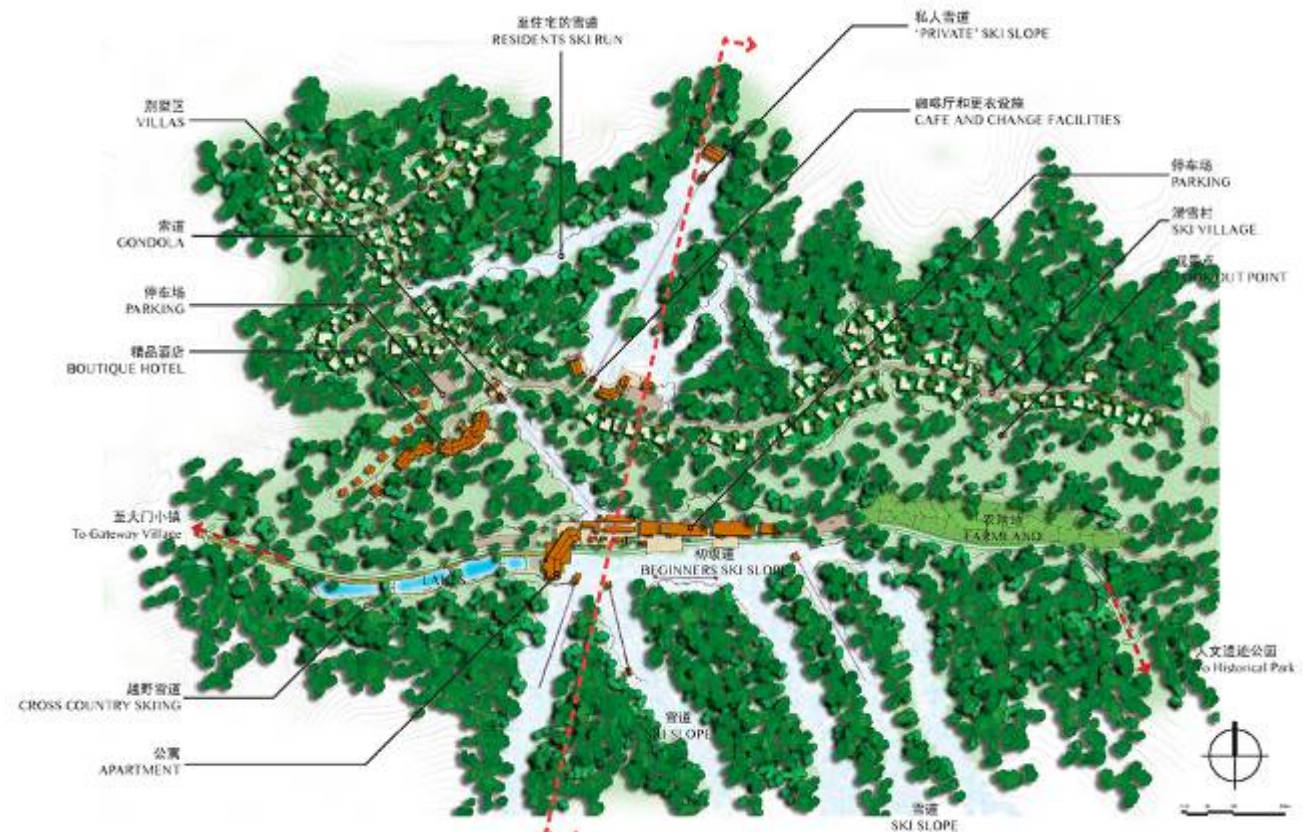 至住宅的雪道
RESIDENTS SKI RUN
私人雪道
'PRIVATE' SKI SLOPE
别墅区
VILLAS
咖啡厅和更衣设施
CAFE AND CHANGE FACILITIES
停车场
PARKING
滑雪村
SKI VILLAGE
索道
GONDOLA
OUT POINT
停车场
PARKING
精品酒店
BOUTIQUE HOTEL
至大门小镇
To Gateway Village
农耕地
FARMLAND
初级道
BEGINNERS SKI SLOPE
LAKES
人文遗迹公园
To Historical Park
越野雪道
CROSS COUNTRY SKIING
雪道
SKI SLOPE
公寓
APARTMENT
雪道
SKI SLOPE